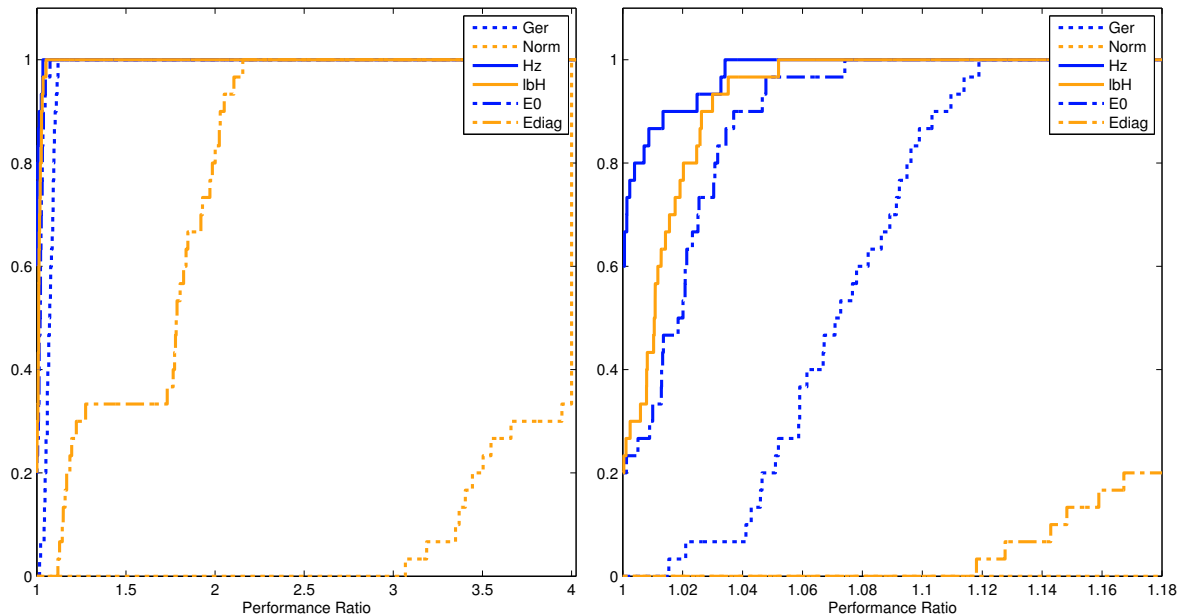 Ger
Norm
Hz
lbH
E0
Ediag
1
0.8
0.6
0.4
0.2
0
1 1.5 2 2.5 3 3.5 4
Performance Ratio
Ger
Norm
Hz
lbH
E0
Ediag
1
0.8
0.6
0.4
0.2
0
1 1.02 1.04 1.06 1.08 1.1 1.12 1.14 1.16 1.18
Performance Ratio